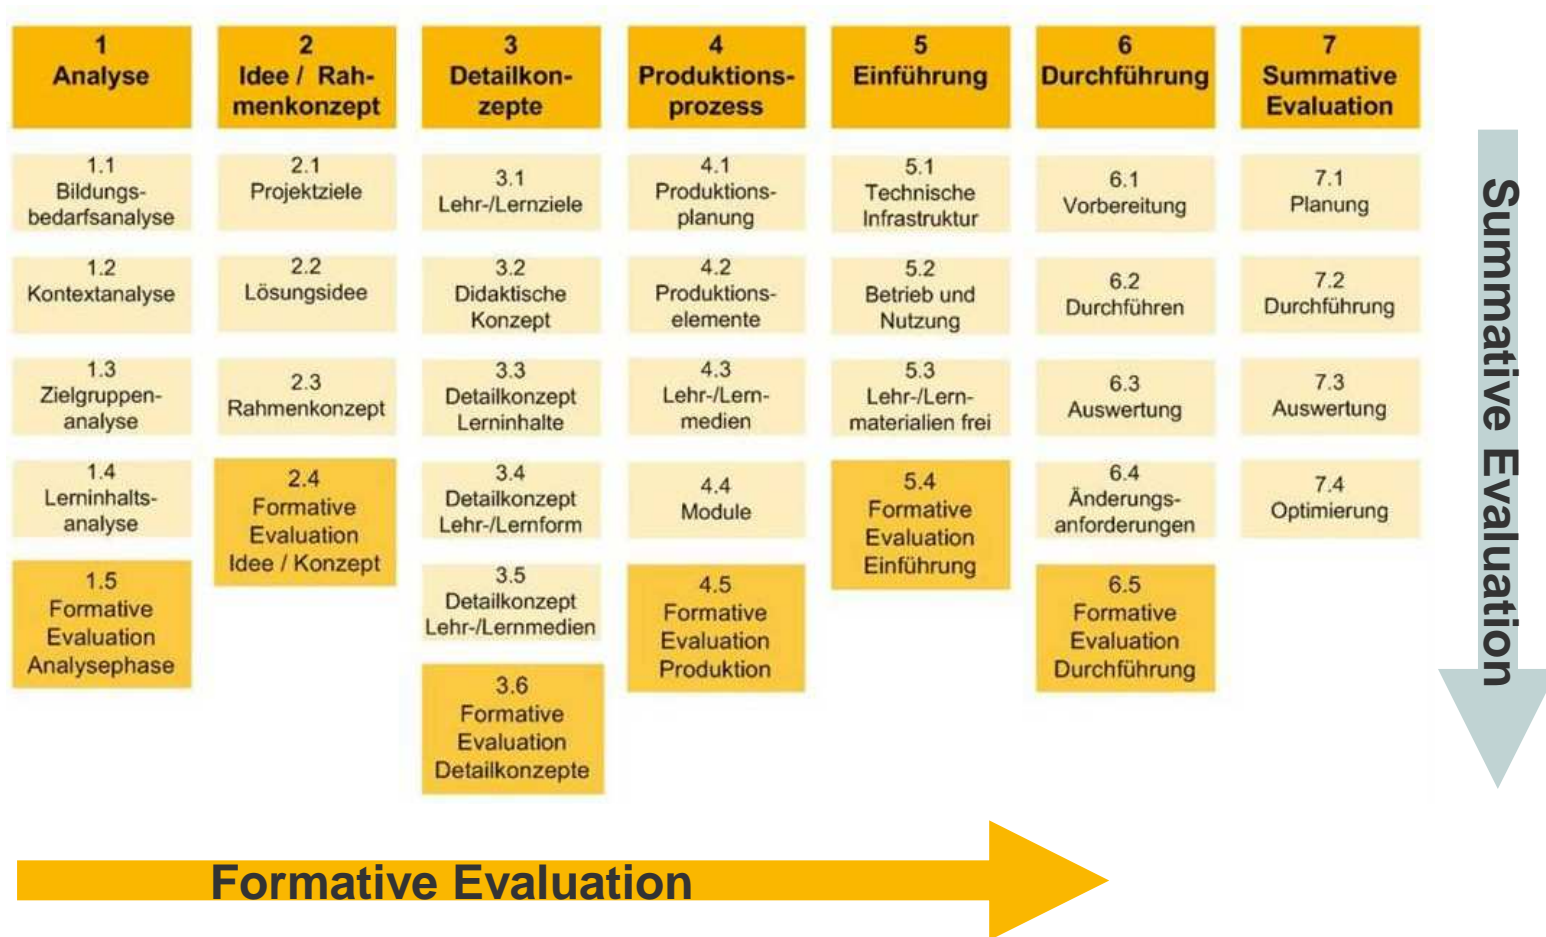 1
Analyse
1.1
Bildungs-
bedarfsanalyse
1.2
Kontextanalyse
1.3
Zielgruppen-
analyse
1.4
Lerninhalts-
analyse
1.5
Formative
Evaluation
Analysephase
2
Idee / Rah-
menkonzept
2.1
Projektziele
2.2
Lösungsidee
2.3
Rahmenkonzept
2.4
Formative
Evaluation
Idee / Konzept
3
Detailkon-
zepte
3.1
Lehr-/Lernziele
3.2
Didaktische
Konzept
3.3
Detailkonzept
Lerninhalte
3.4
Detailkonzept
Lehr-/Lernform
3.5
Detailkonzept
Lehr-/Lernmedien
3.6
Formative
Evaluation
Detailkonzepte
4
Produktions-
prozess
4.1
Produktions-
planung
4.2
Produktions-
elemente
4.3
Lehr-/Lern-
medien
4.4
Module
4.5
Formative
Evaluation
Produktion
5
Einführung
5.1
Technische
Infrastruktur
5.2
Betrieb und
Nutzung
5.3
Lehr-/Lern-
materialien frei
5.4
Formative
Evaluation
Einführung
6
Durchführung
6.1
Vorbereitung
6.2
Durchführen
6.3
Auswertung
6.4
Änderungs-
anforderungen
6.5
Formative
Evaluation
Durchführung
7
Summative
Evaluation
7.1
Planung
7.2
Durchführung
7.3
Auswertung
7.4
Optimierung
Summative Evaluation
Formative Evaluation